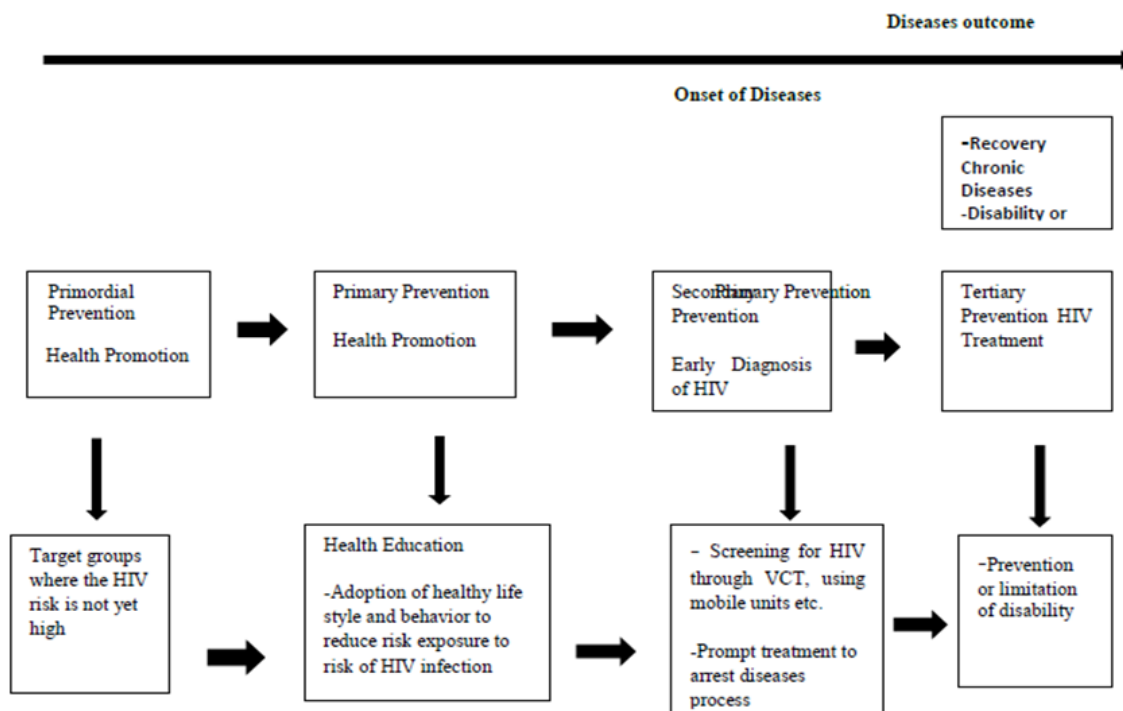 Diseases outcome
Onset of Diseases
-Recovery
Chronic
Diseases
-Disability or
Primordial
Prevention
Health Promotion
Primary Prevention
Health Promotion
Secondary
Prevention
Primary Prevention
Early Diagnosis
of HIV
Tertiary
Prevention HIV
Treatment
Target groups
where the HIV
risk is not yet
high
Health Education
-Adoption of healthy life
style and behavior to
reduce risk exposure to
risk of HIV infection
- Screening for HIV
through VCT, using
mobile units etc.
-Prompt treatment to
arrest diseases
process
-Prevention
or limitation
of disability